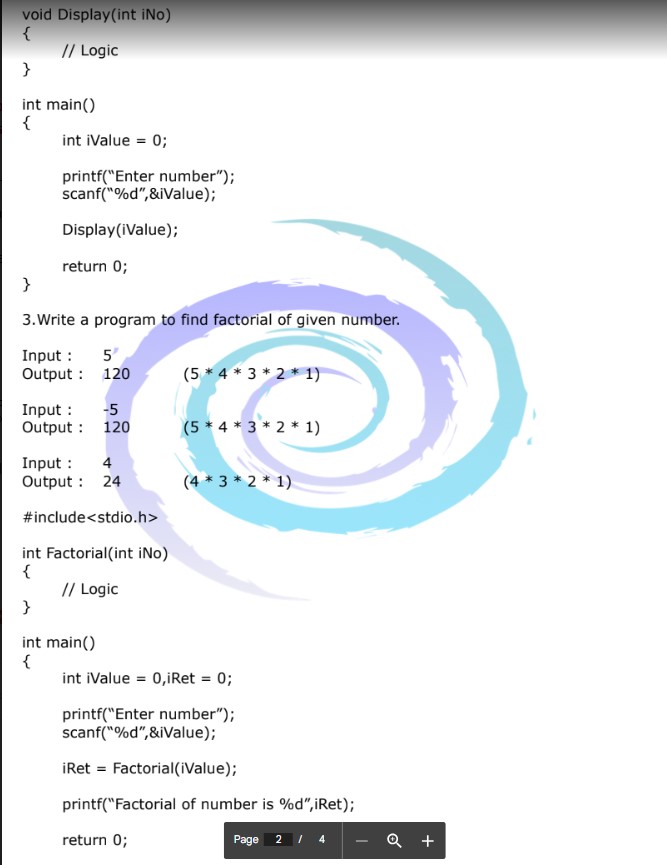 void Display(int iNo)
{
// Logic
}
int main()
{
int iValue = 0;
printf(“Enter number”);
scanf(“%d”,&iValue);
Display(iValue);
return 0;
}
3.Write a program to find factorial of given number.
Input : 5
Output : 120 (5 * 4 * 3 * 2 * 1)
Input : -5
Output : 120 (5 * 4 * 3 * 2 * 1)
Input : 4
Output : 24 (4 * 3 * 2 * 1)
#include<stdio.h>
int Factorial(int iNo)
{
// Logic
}
int main()
{
int iValue = 0,iRet = 0;
printf(“Enter number”);
scanf(“%d”,&iValue);
iRet = Factorial(iValue);
printf(“Factorial of number is %d”,iRet);
return 0;
Page 2 / 4